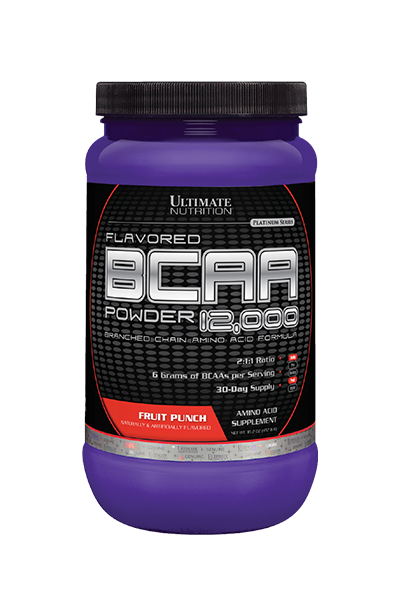 ULTIMATE
NUTRITION
PLATINUM SERIES
FLAVORED
BCAA
POWDER 12,000
BRANCHED CHAIN AMINO ACID FORMULA
2:1:1 Ratio
6 Grams of BCAAs per Serving
30-Day Supply
FRUIT PUNCH
NATURALLY & ARTIFICIALLY FLAVORED
AMINO ACID
SUPPLEMENT